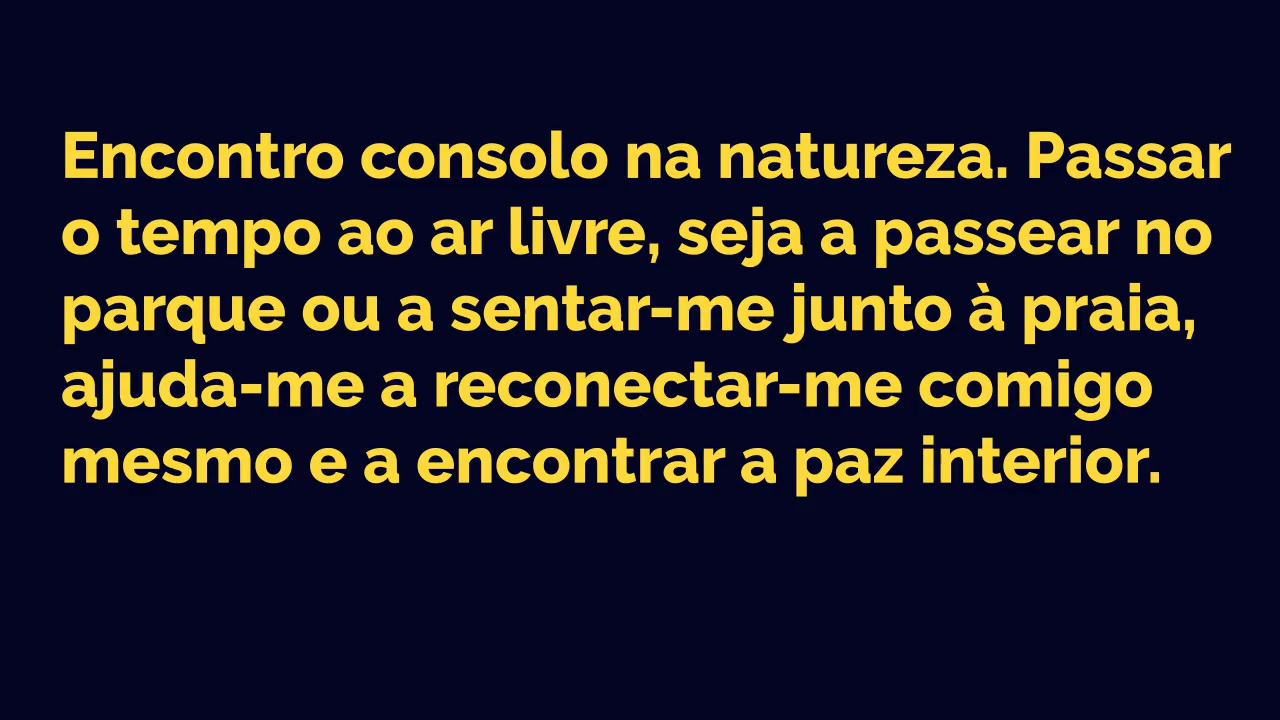 Encontro consolo na natureza. Passar
o tempo ao ar livre, seja a passear no
parque ou a sentar-me junto à praia,
ajuda-me a reconectar-me comigo
mesmo e a encontrar a paz interior.